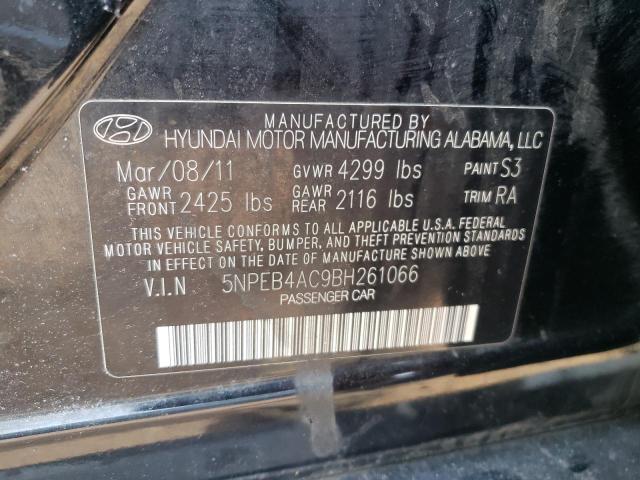 MANUFACTURED BY
HYUNDAI MOTOR MANUFACTURING ALABAMA, LLC
Mar/08/11 GVWR 4299 lbs PAINT S3
GAWR FRONT 2425 lbs GAWR REAR 2116 lbs TRIM RA
THIS VEHICLE CONFORMS TO ALL APPLICABLE U.S.A. FEDERAL
MOTOR VEHICLE SAFETY, BUMPER, AND THEFT PREVENTION STANDARDS
IN EFFECT ON THE DATE OF MANUFACTURE SHOWN ABOVE.
V.I.N 5NPEB4AC9BH261066
PASSENGER CAR